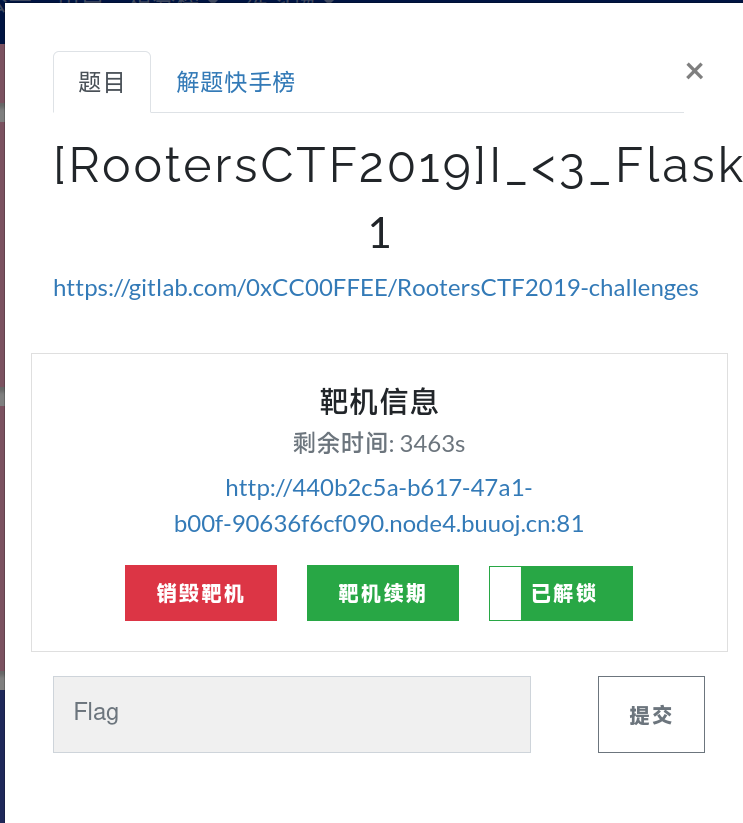 题目 解题快手榜 ×
[RootersCTF2019]I_<3_Flask
1
https://gitlab.com/0xCC00FFEE/RootersCTF2019-challenges
靶机信息
剩余时间: 3463s
http://440b2c5a-b617-47a1-
b00f-90636f6cf090.node4.buuoj.cn:81
销毁靶机 靶机续期 已解锁
Flag 提交